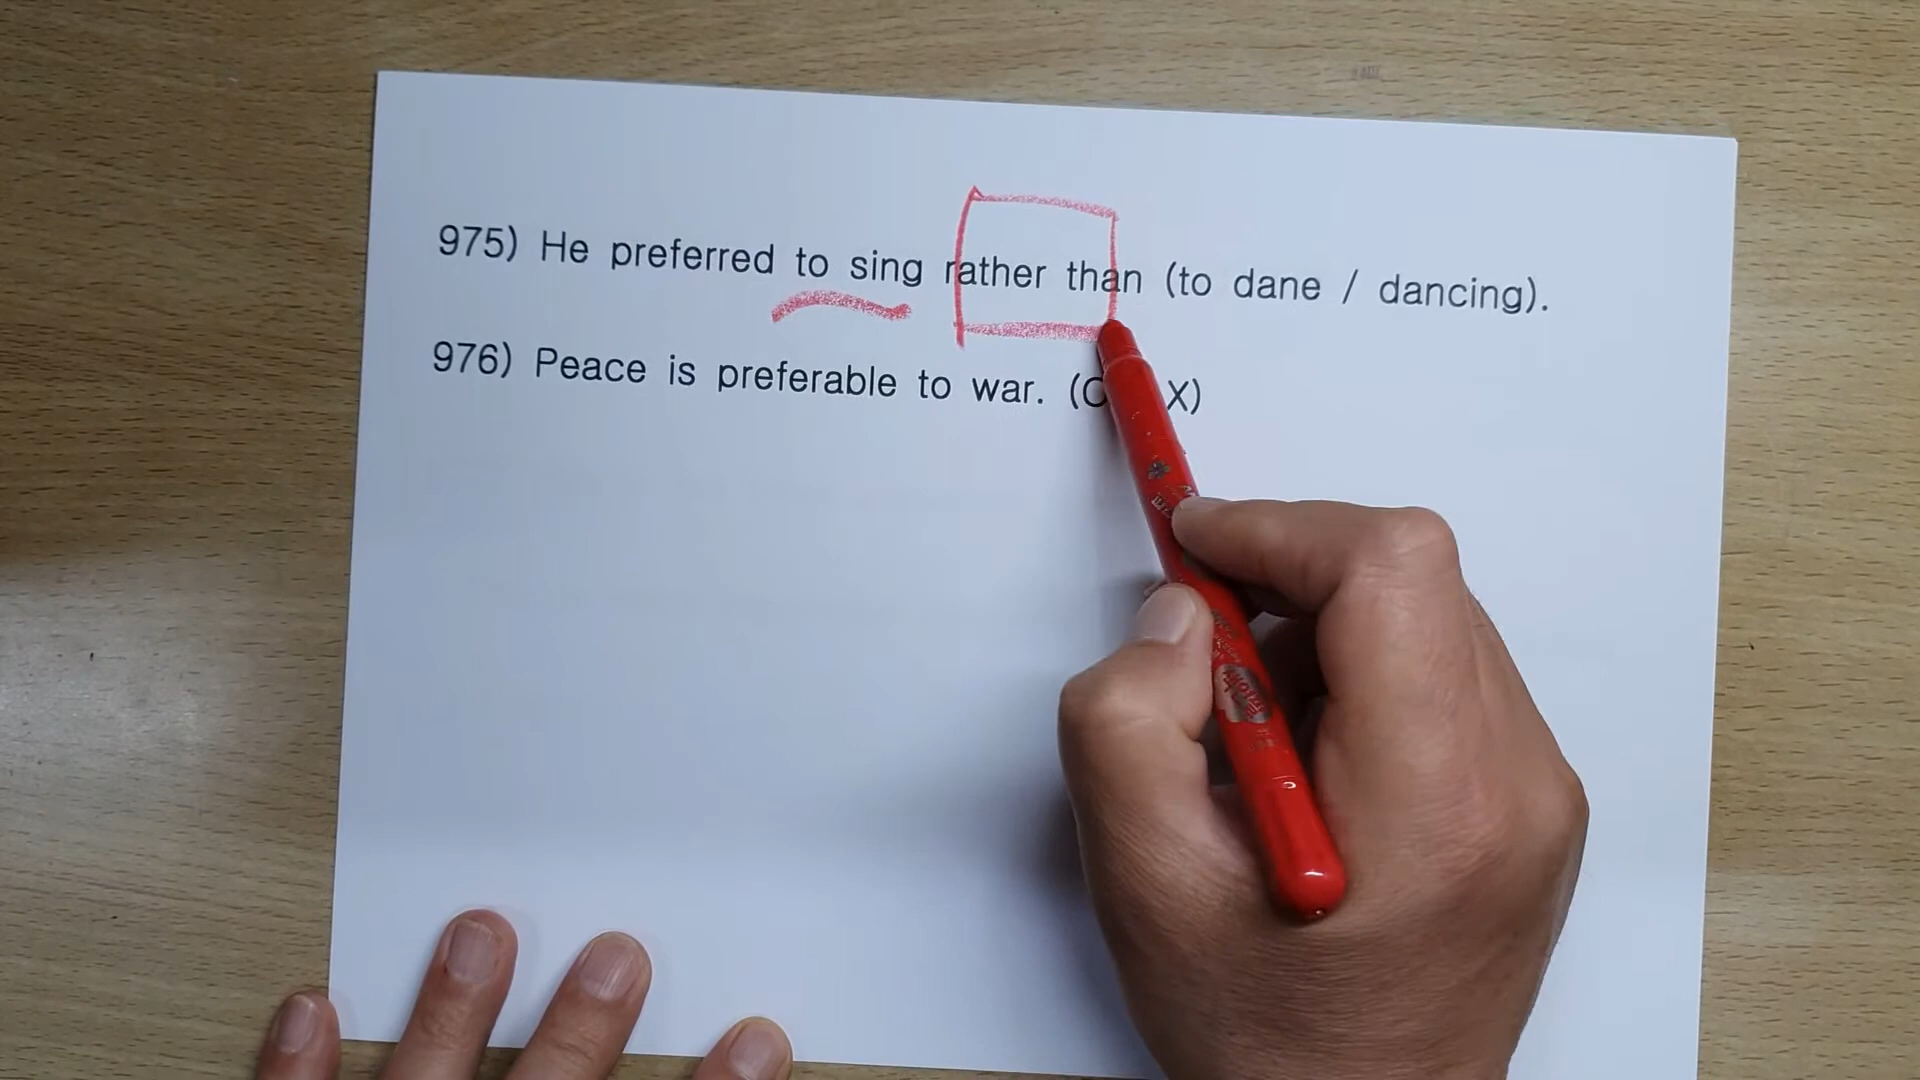 975) He preferred to sing rather than (to dane / dancing).
976) Peace is preferable to war. (O X)